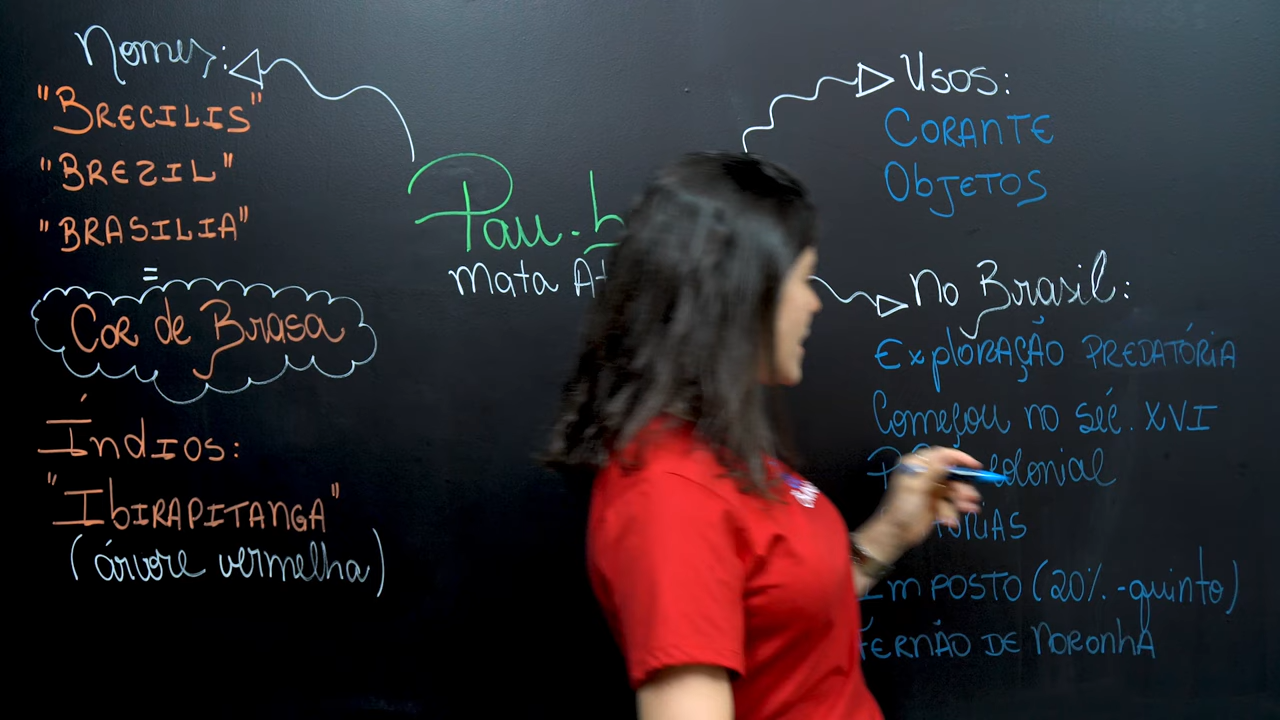 Nomes:
"BRECILIS"
"BREZIL"
"BRASILIA"
=
Cor de Brasa
Índios:
"IBIRAPITANGA"
(árvore vermelha)
Pau-b
Mata At
Usos:
CORANTE
ObJETOS
No Brasil:
ExploRAÇÃO PREDATÓRIA
Começou no séc. XVI
colonial
ImPOSTO (20% -quinto)
FERNÃO DE NORONHA